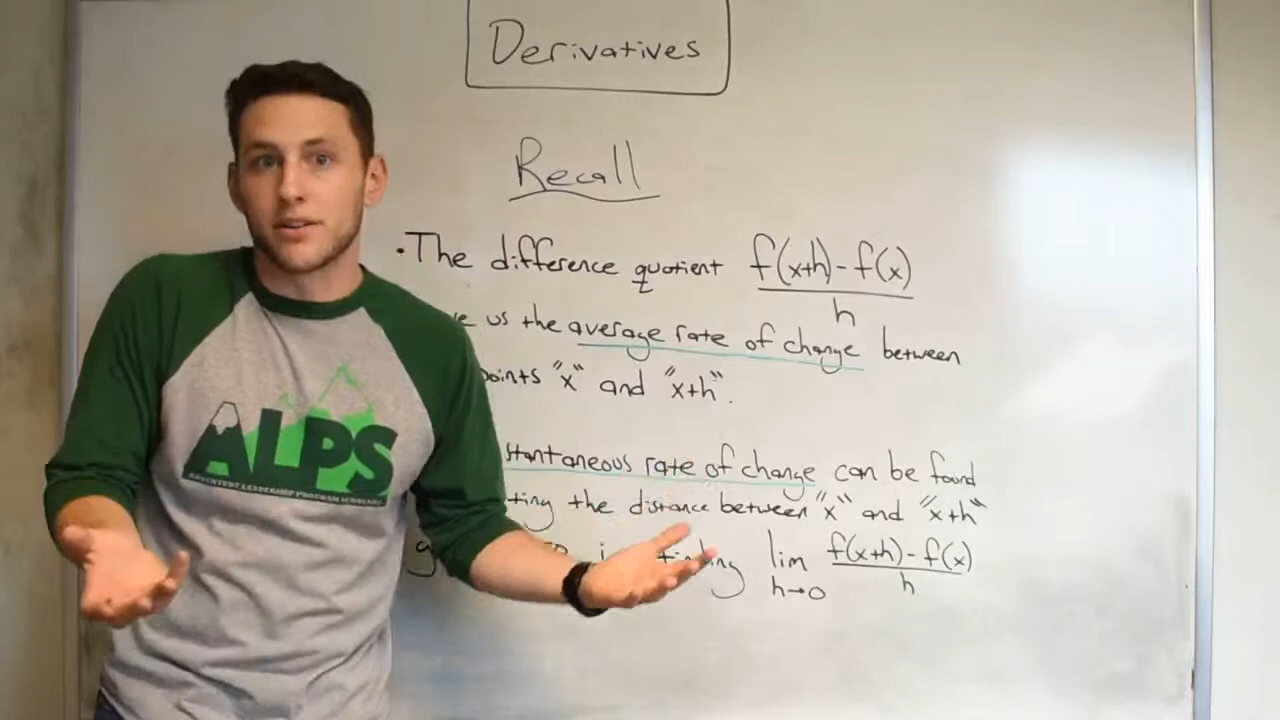 Derivatives
Recall
• The difference quotient f(x+h)-f(x) / h
us the average rate of change between
"x" and "x+h".
rate of change can be found
the distance between "x" and "x+h"
lim h→0 f(x+h)-f(x) / h
ALPS